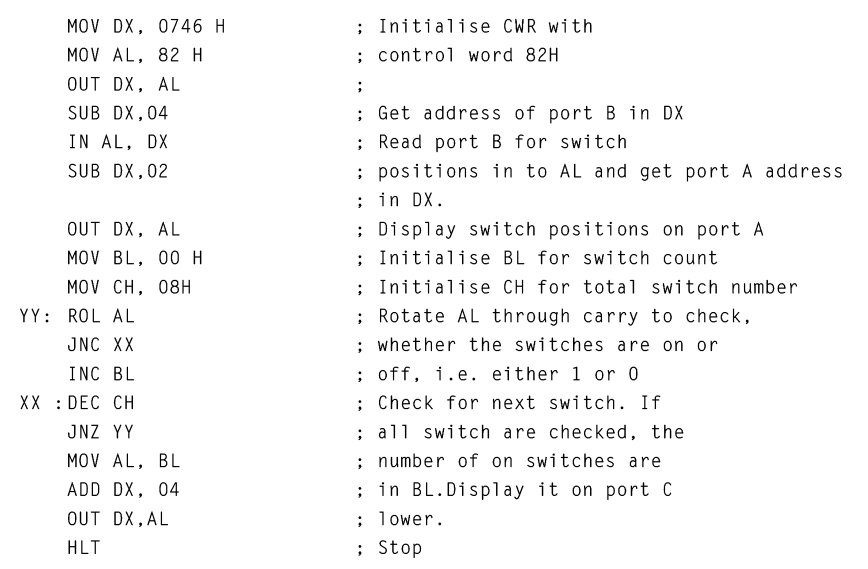 MOV DX, 0746 H ; Initialise CWR with
MOV AL, 82 H ; control word 82H
OUT DX, AL ;
SUB DX,04 ; Get address of port B in DX
IN AL, DX ; Read port B for switch
SUB DX,02 ; positions in to AL and get port A address
; in DX.
OUT DX, AL ; Display switch positions on port A
MOV BL, 00 H ; Initialise BL for switch count
MOV CH, 08H ; Initialise CH for total switch number
YY: ROL AL ; Rotate AL through carry to check,
JNC XX ; whether the switches are on or
INC BL ; off, i.e. either 1 or 0
XX :DEC CH ; Check for next switch. If
JNZ YY ; all switch are checked, the
MOV AL, BL ; number of on switches are
ADD DX, 04 ; in BL.Display it on port C
OUT DX,AL ; lower.
HLT ; Stop